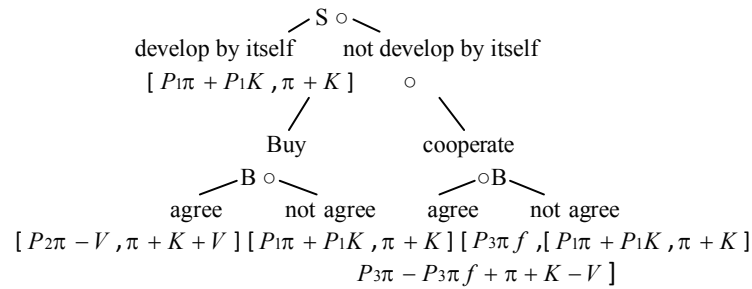 S ○
develop by itself not develop by itself
[ P1π + P1K , π + K ] ○
Buy cooperate
B ○ ○B
agree not agree agree not agree
[ P2π − V , π + K + V ] [ P1π + P1K , π + K ] [ P3π f , [ P1π + P1K , π + K ]
P3π − P3π f + π + K − V ]